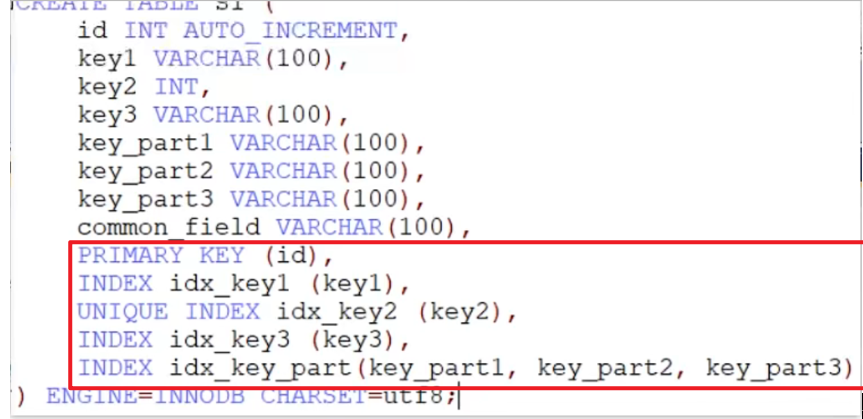 CREATE TABLE s1 (
id INT AUTO_INCREMENT,
key1 VARCHAR(100),
key2 INT,
key3 VARCHAR(100),
key_part1 VARCHAR(100),
key_part2 VARCHAR(100),
key_part3 VARCHAR(100),
common_field VARCHAR(100),
PRIMARY KEY (id),
INDEX idx_key1 (key1),
UNIQUE INDEX idx_key2 (key2),
INDEX idx_key3 (key3),
INDEX idx_key_part(key_part1, key_part2, key_part3)
) ENGINE=INNODB CHARSET=utf8;